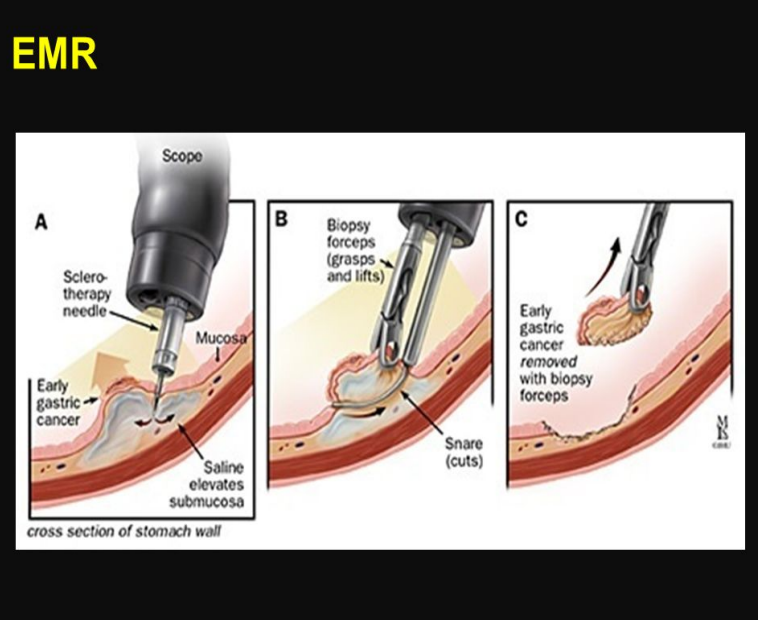 EMR
Scope
A
Sclero-
therapy
needle
Mucosa
Early
gastric
cancer
Saline
elevates
submucosa
cross section of stomach wall
B
Biopsy
forceps
(grasps
and lifts)
Snare
(cuts)
C
Early
gastric
cancer
removed
with biopsy
forceps